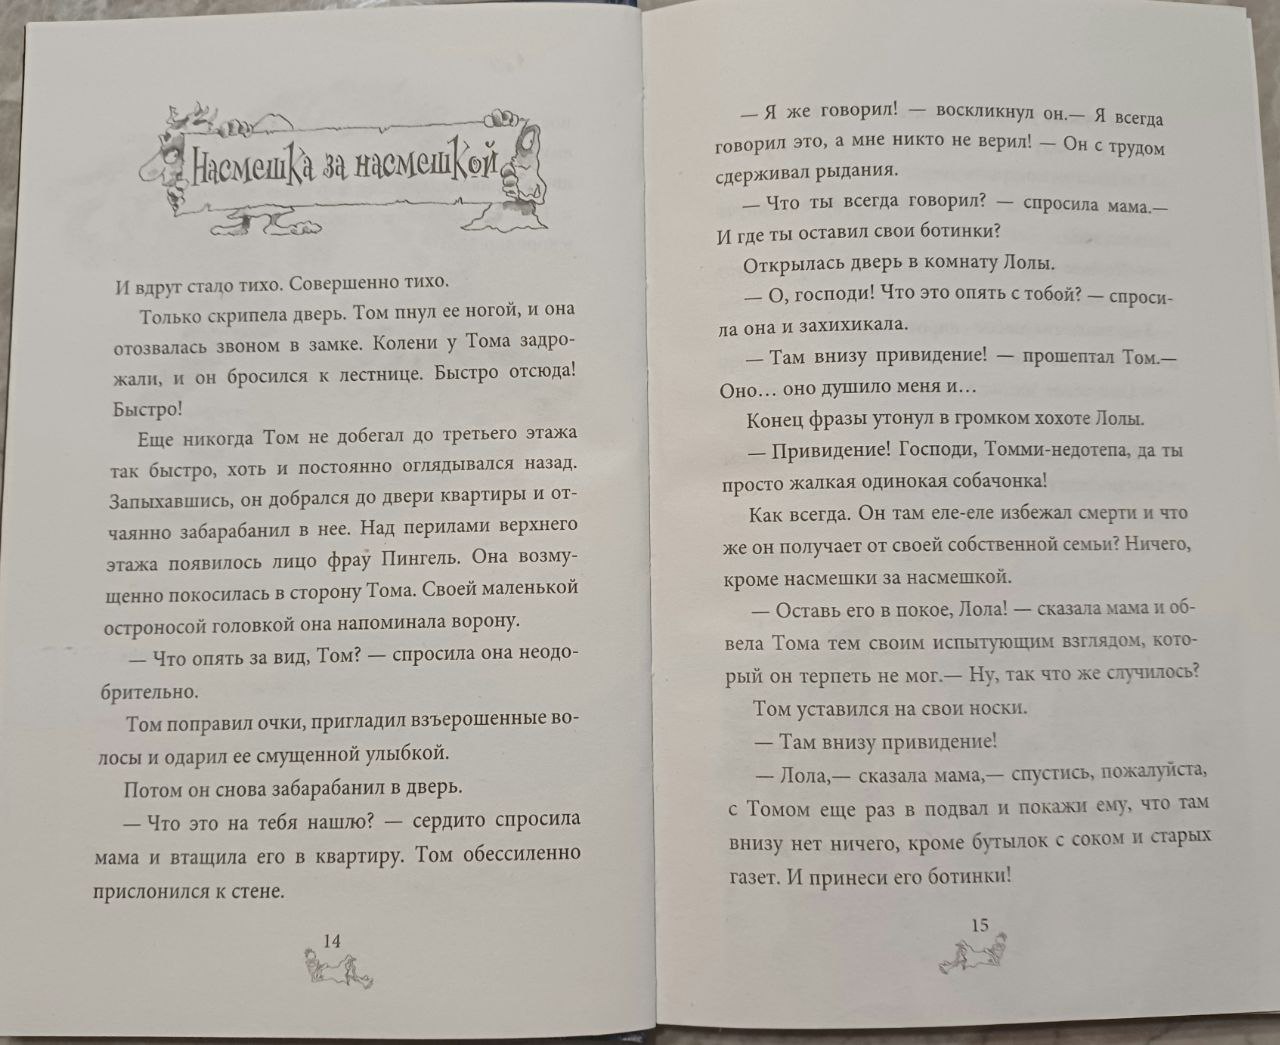 Насмешка за насмешкой
И вдруг стало тихо. Совершенно тихо.
Только скрипела дверь. Том пнул ее ногой, и она
отозвалась звоном в замке. Колени у Тома задро-
жали, и он бросился к лестнице. Быстро отсюда!
Быстро!
Еще никогда Том не добегал до третьего этажа
так быстро, хоть и постоянно оглядывался назад.
Запыхавшись, он добрался до двери квартиры и от-
чаянно забарабанил в нее. Над перилами верхнего
этажа появилось лицо фрау Пингель. Она возму-
щенно покосилась в сторону Тома. Своей маленькой
остроносой головкой она напоминала ворону.
— Что опять за вид, Том? — спросила она неодо-
брительно.
Том поправил очки, пригладил взъерошенные во-
лосы и одарил ее смущенной улыбкой.
Потом он снова забарабанил в дверь.
— Что это на тебя нашло? — сердито спросила
мама и втащила его в квартиру. Том обессиленно
прислонился к стене.
14
— Я же говорил! — воскликнул он.— Я всегда
говорил это, а мне никто не верил! — Он с трудом
сдерживал рыдания.
— Что ты всегда говорил? — спросила мама.—
И где ты оставил свои ботинки?
Открылась дверь в комнату Лолы.
— О, господи! Что это опять с тобой? — спроси-
ла она и захихикала.
— Там внизу привидение! — прошептал Том.—
Оно… оно душило меня и…
Конец фразы утонул в громком хохоте Лолы.
— Привидение! Господи, Томми-недотепа, да ты
просто жалкая одинокая собачонка!
Как всегда. Он там еле-еле избежал смерти и что
же он получает от своей собственной семьи? Ничего,
кроме насмешки за насмешкой.
— Оставь его в покое, Лола! — сказала мама и об-
вела Тома тем своим испытующим взглядом, кото-
рый он терпеть не мог.— Ну, так что же случилось?
Том уставился на свои носки.
— Там внизу привидение!
— Лола,— сказала мама,— спустись, пожалуйста,
с Томом еще раз в подвал и покажи ему, что там
внизу нет ничего, кроме бутылок с соком и старых
газет. И принеси его ботинки!
15